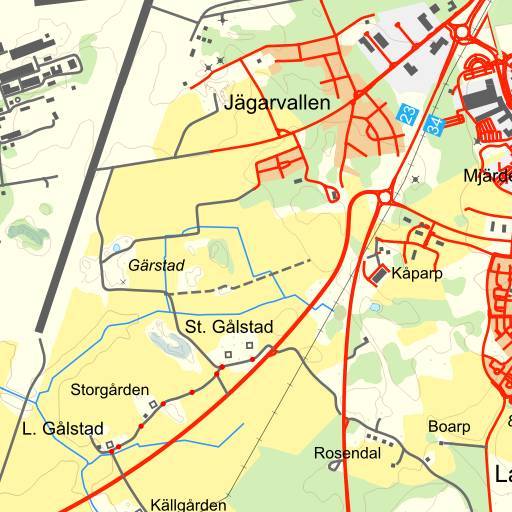 Jägarvallen
23
34
Mjärde
Gärstad
Kåparp
St. Gålstad
Storgården
L. Gålstad
Boarp
Rosendal
La
Källgården